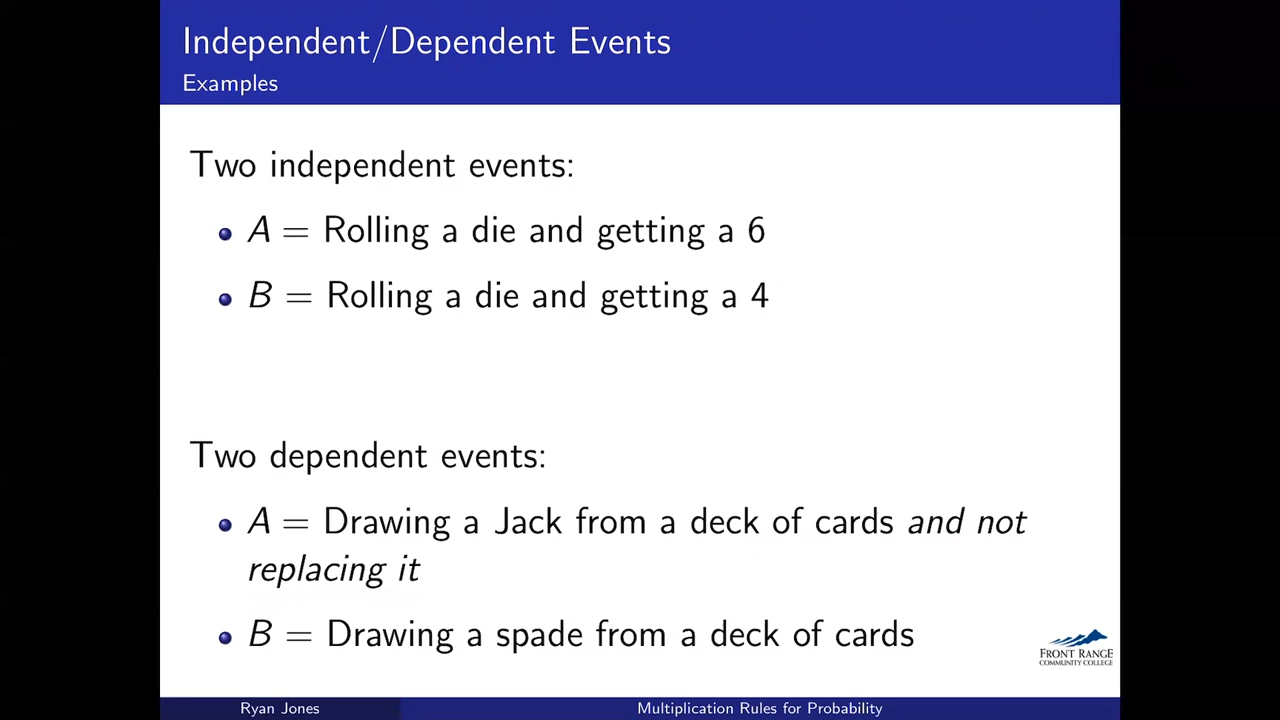 Independent/Dependent Events
Examples
Two independent events:
A = Rolling a die and getting a 6
B = Rolling a die and getting a 4
Two dependent events:
A = Drawing a Jack from a deck of cards and not
replacing it
B = Drawing a spade from a deck of cards
FRONT RANGE
COMMUNITY COLLEGE
Ryan Jones
Multiplication Rules for Probability